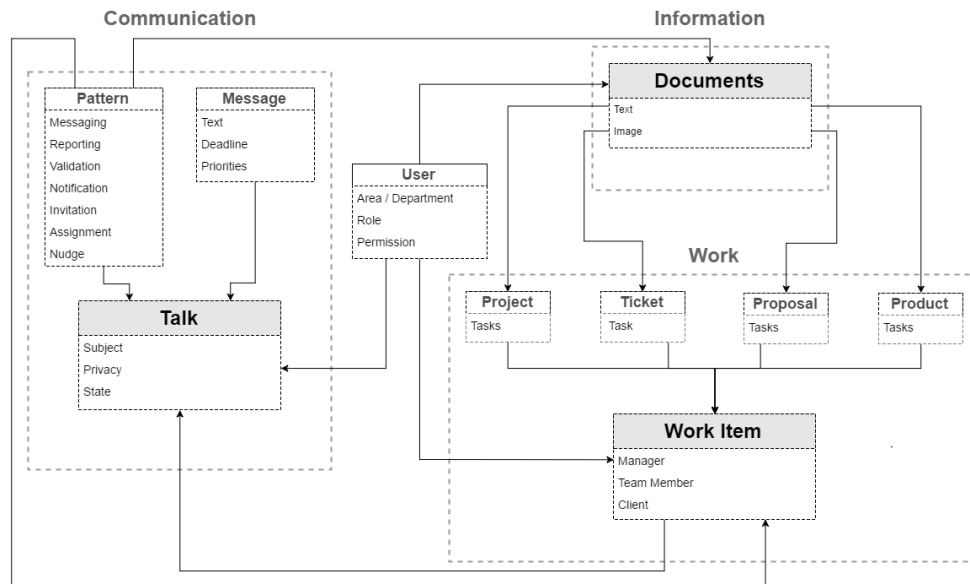 Communication
Information
Pattern
Messaging
Reporting
Validation
Notification
Invitation
Assignment
Nudge
Message
Text
Deadline
Priorities
Documents
Text
Image
User
Area / Department
Role
Permission
Talk
Subject
Privacy
State
Work
Project
Tasks
Ticket
Task
Proposal
Tasks
Product
Tasks
Work Item
Manager
Team Member
Client